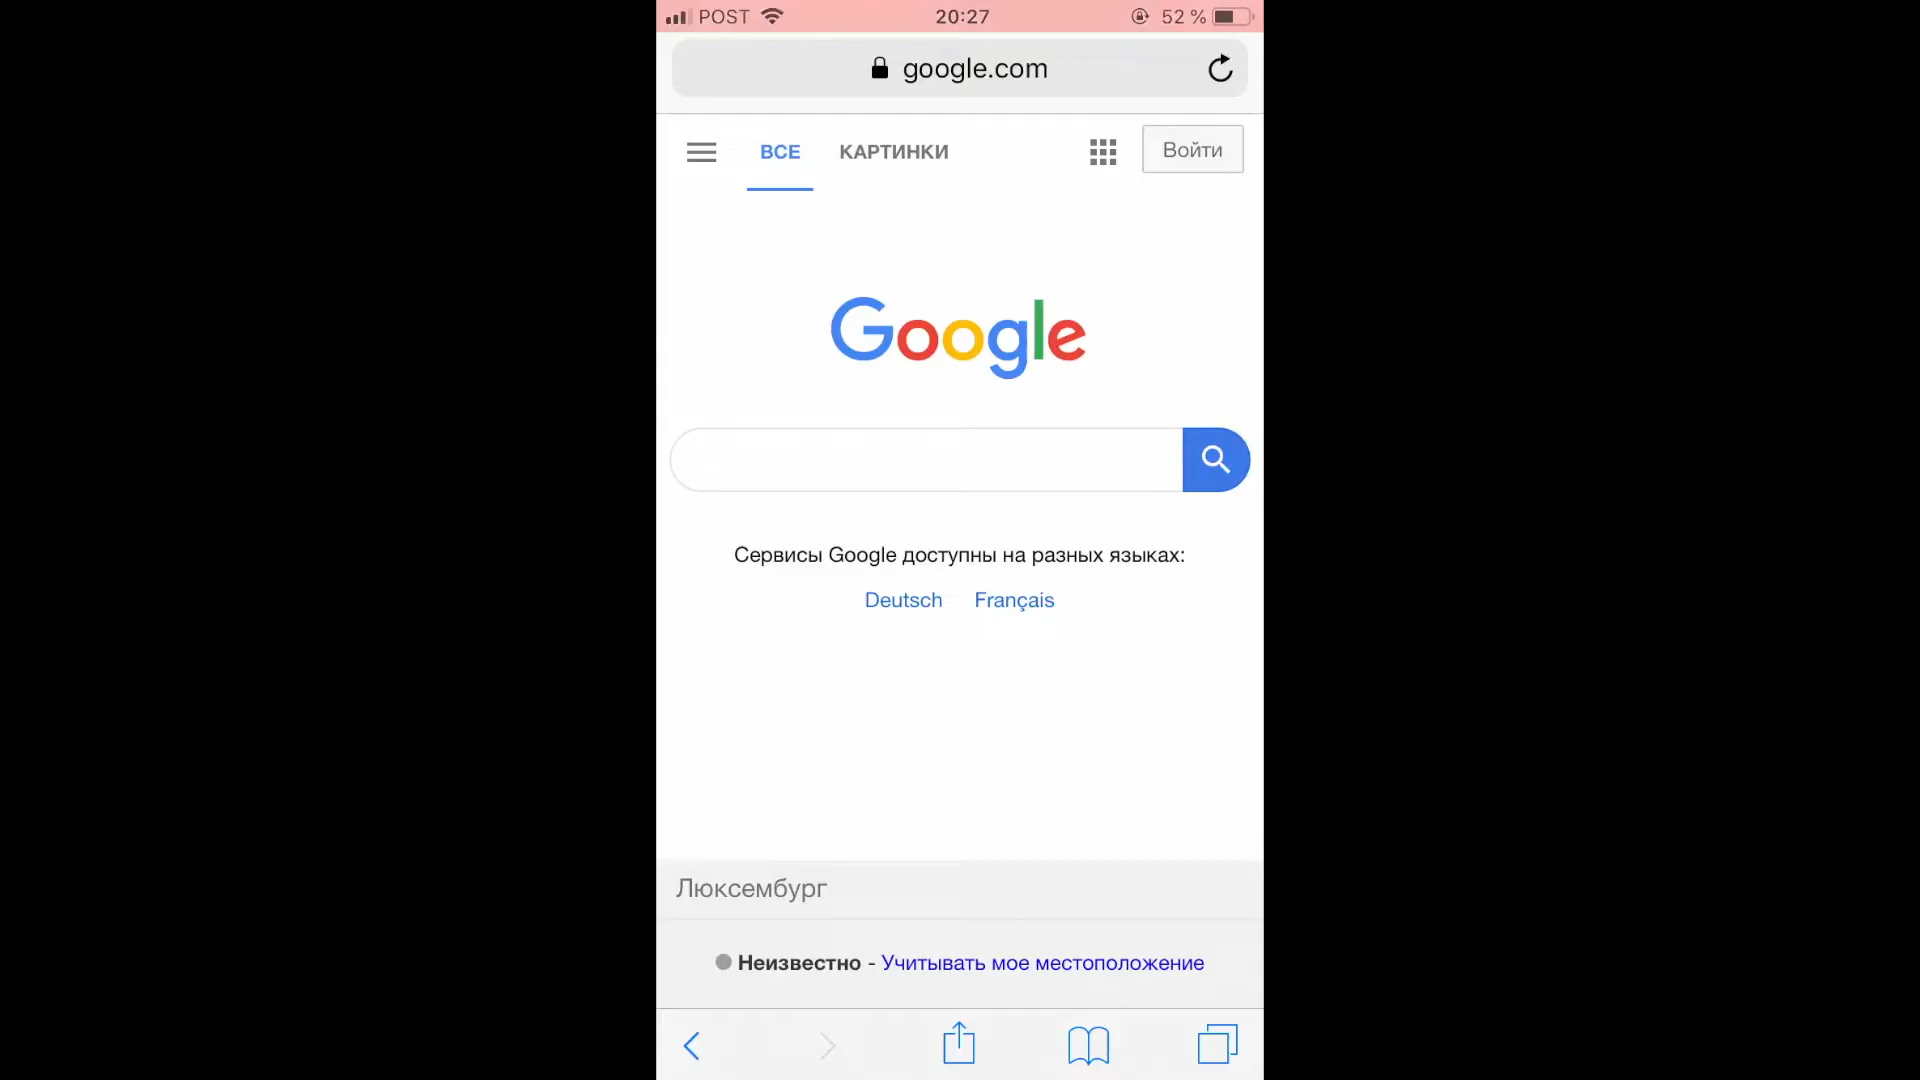 POST 20:27 52 %
google.com
ВСЕ КАРТИНКИ Войти
Google
Сервисы Google доступны на разных языках:
Deutsch Français
Люксембург
Неизвестно - Учитывать мое местоположение